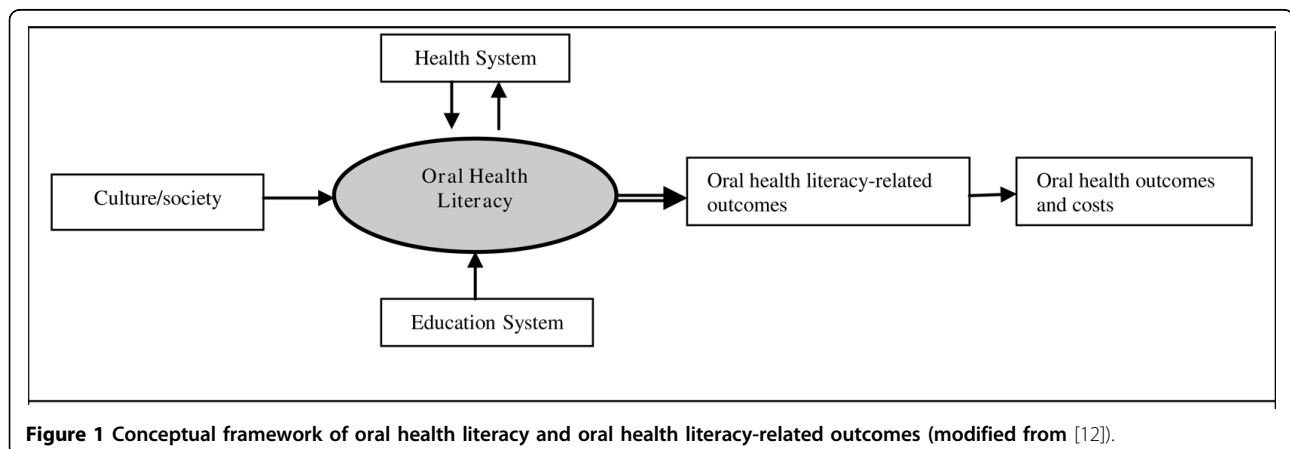 Health System
Oral Health
Literacy
Culture/society
Oral health literacy-related
outcomes
Oral health outcomes
and costs
Education System
Figure 1 Conceptual framework of oral health literacy and oral health literacy-related outcomes (modified from [12]).